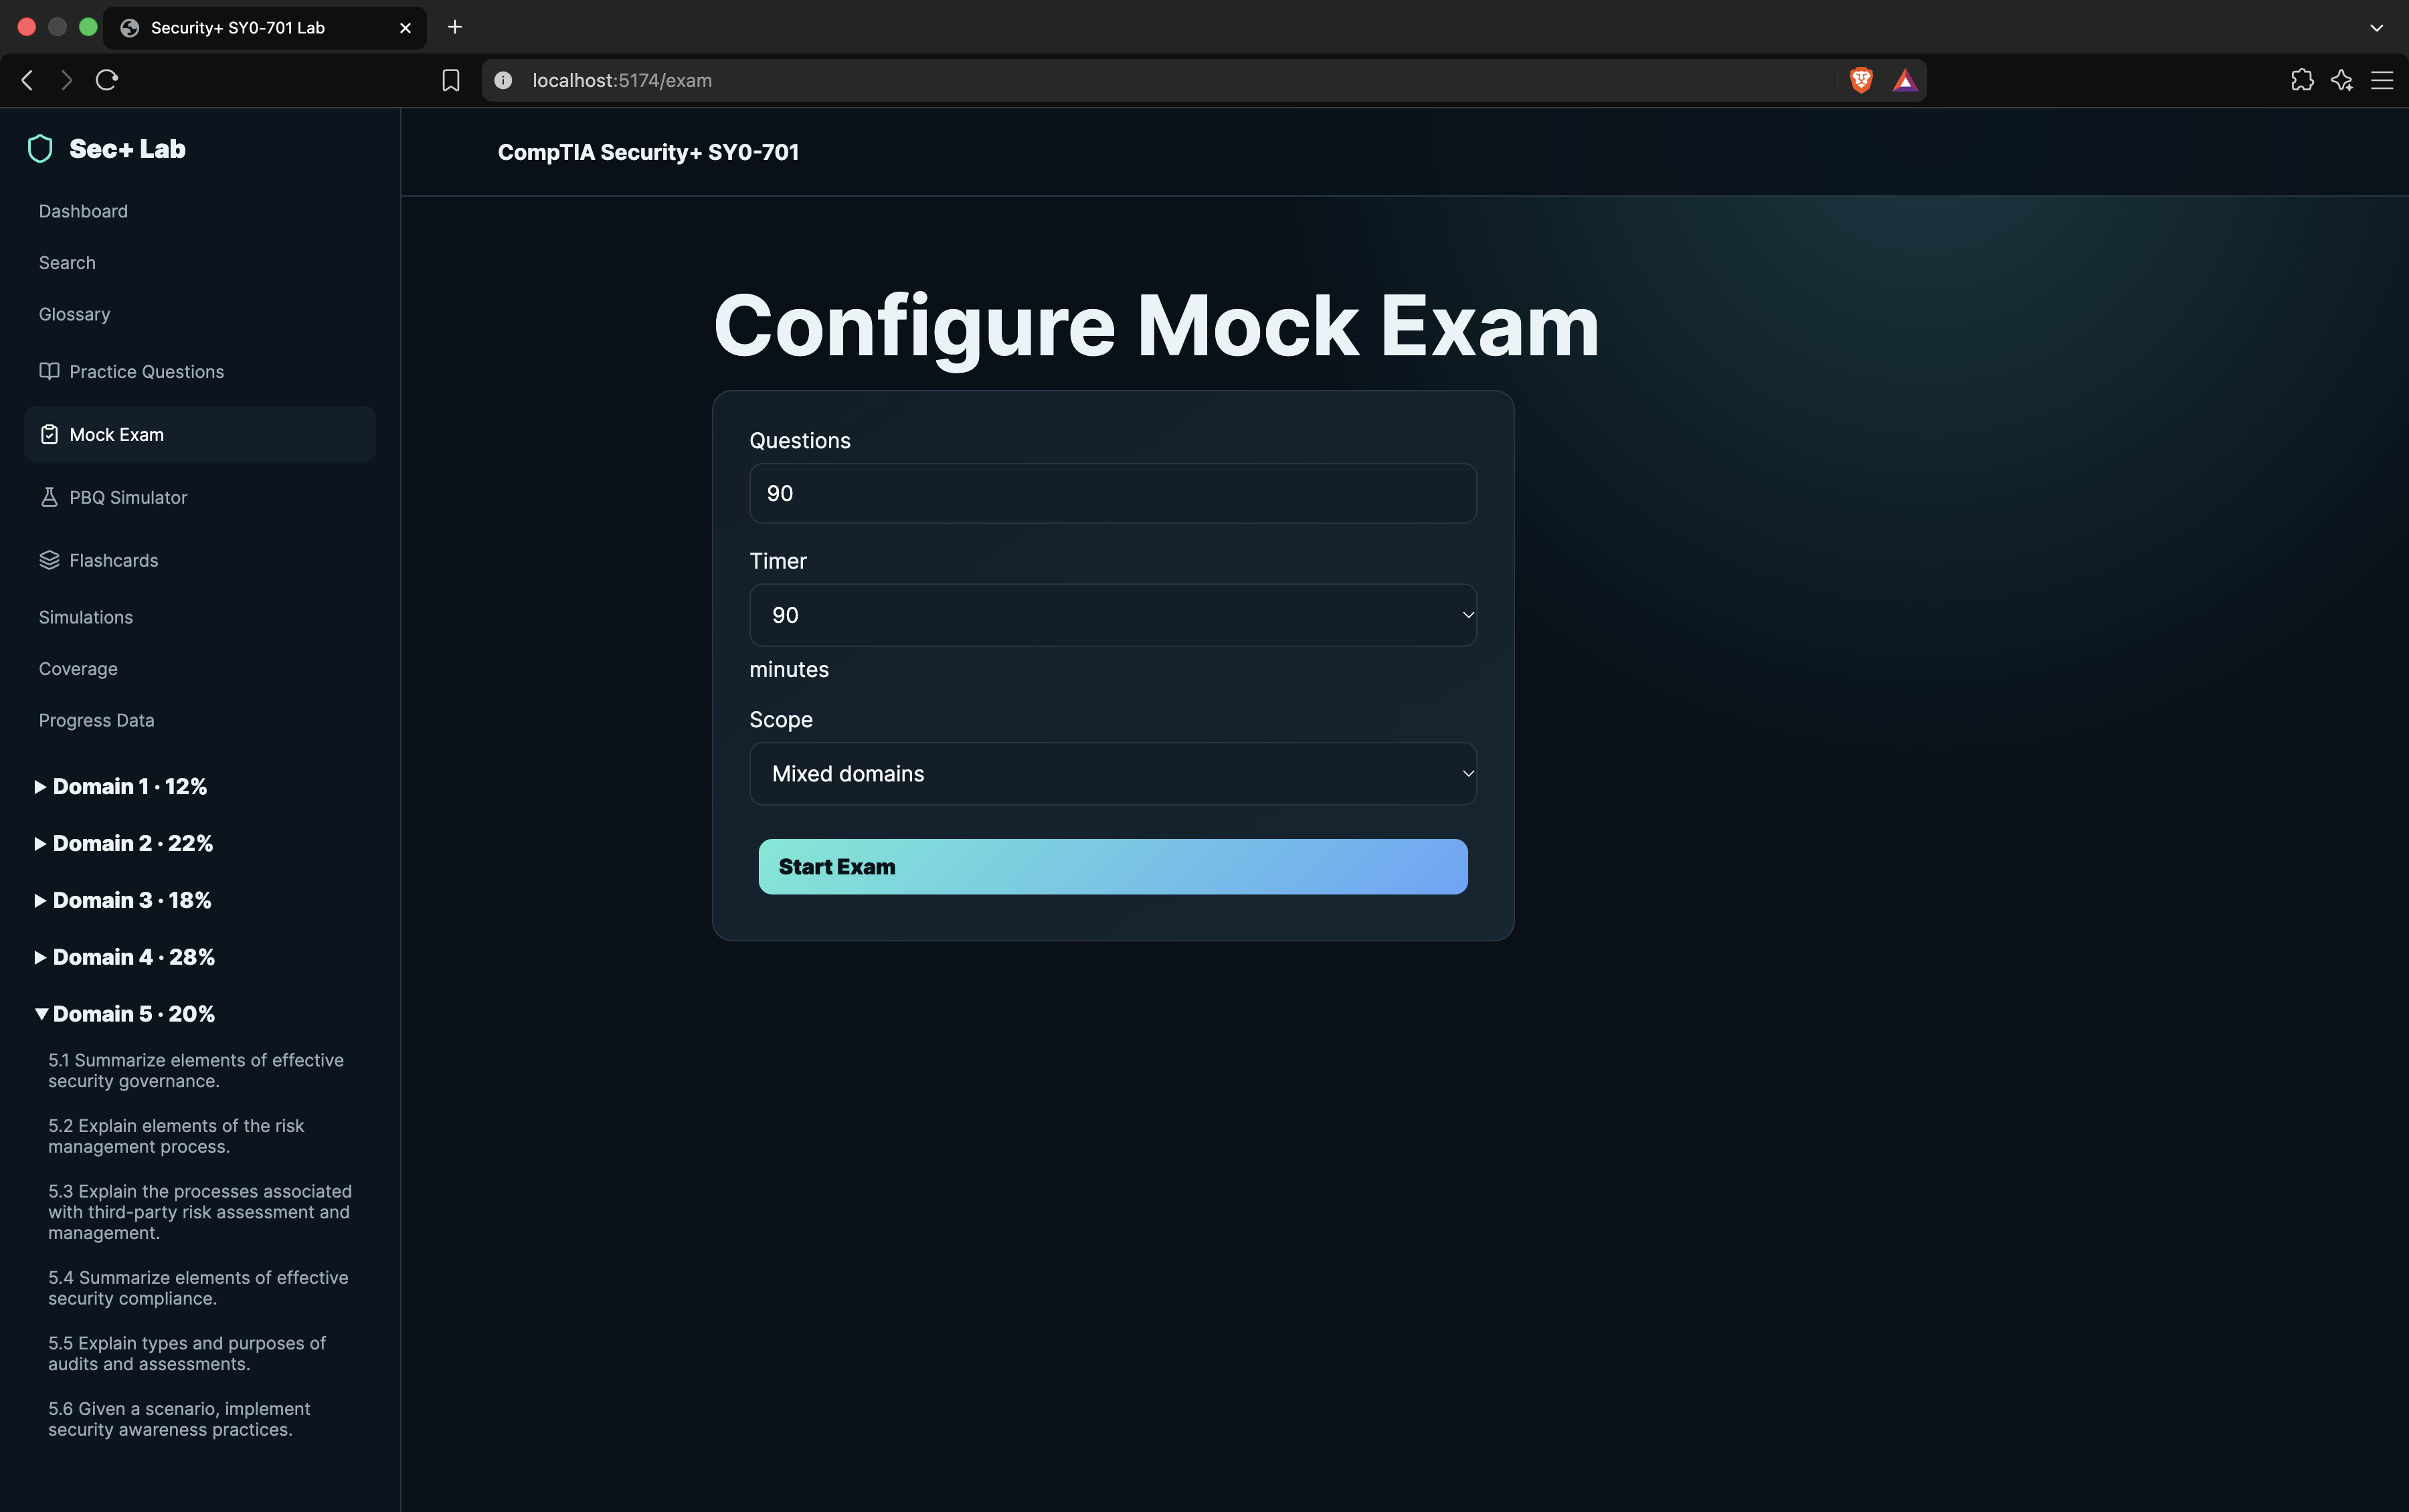 Security+ SY0-701 Lab
localhost:5174/exam
Sec+ Lab
Dashboard
Search
Glossary
Practice Questions
Mock Exam
PBQ Simulator
Flashcards
Simulations
Coverage
Progress Data
Domain 1 · 12%
Domain 2 · 22%
Domain 3 · 18%
Domain 4 · 28%
Domain 5 · 20%
5.1 Summarize elements of effective
security governance.
5.2 Explain elements of the risk
management process.
5.3 Explain the processes associated
with third-party risk assessment and
management.
5.4 Summarize elements of effective
security compliance.
5.5 Explain types and purposes of
audits and assessments.
5.6 Given a scenario, implement
security awareness practices.
CompTIA Security+ SY0-701
Configure Mock Exam
Questions
90
Timer
90
minutes
Scope
Mixed domains
Start Exam